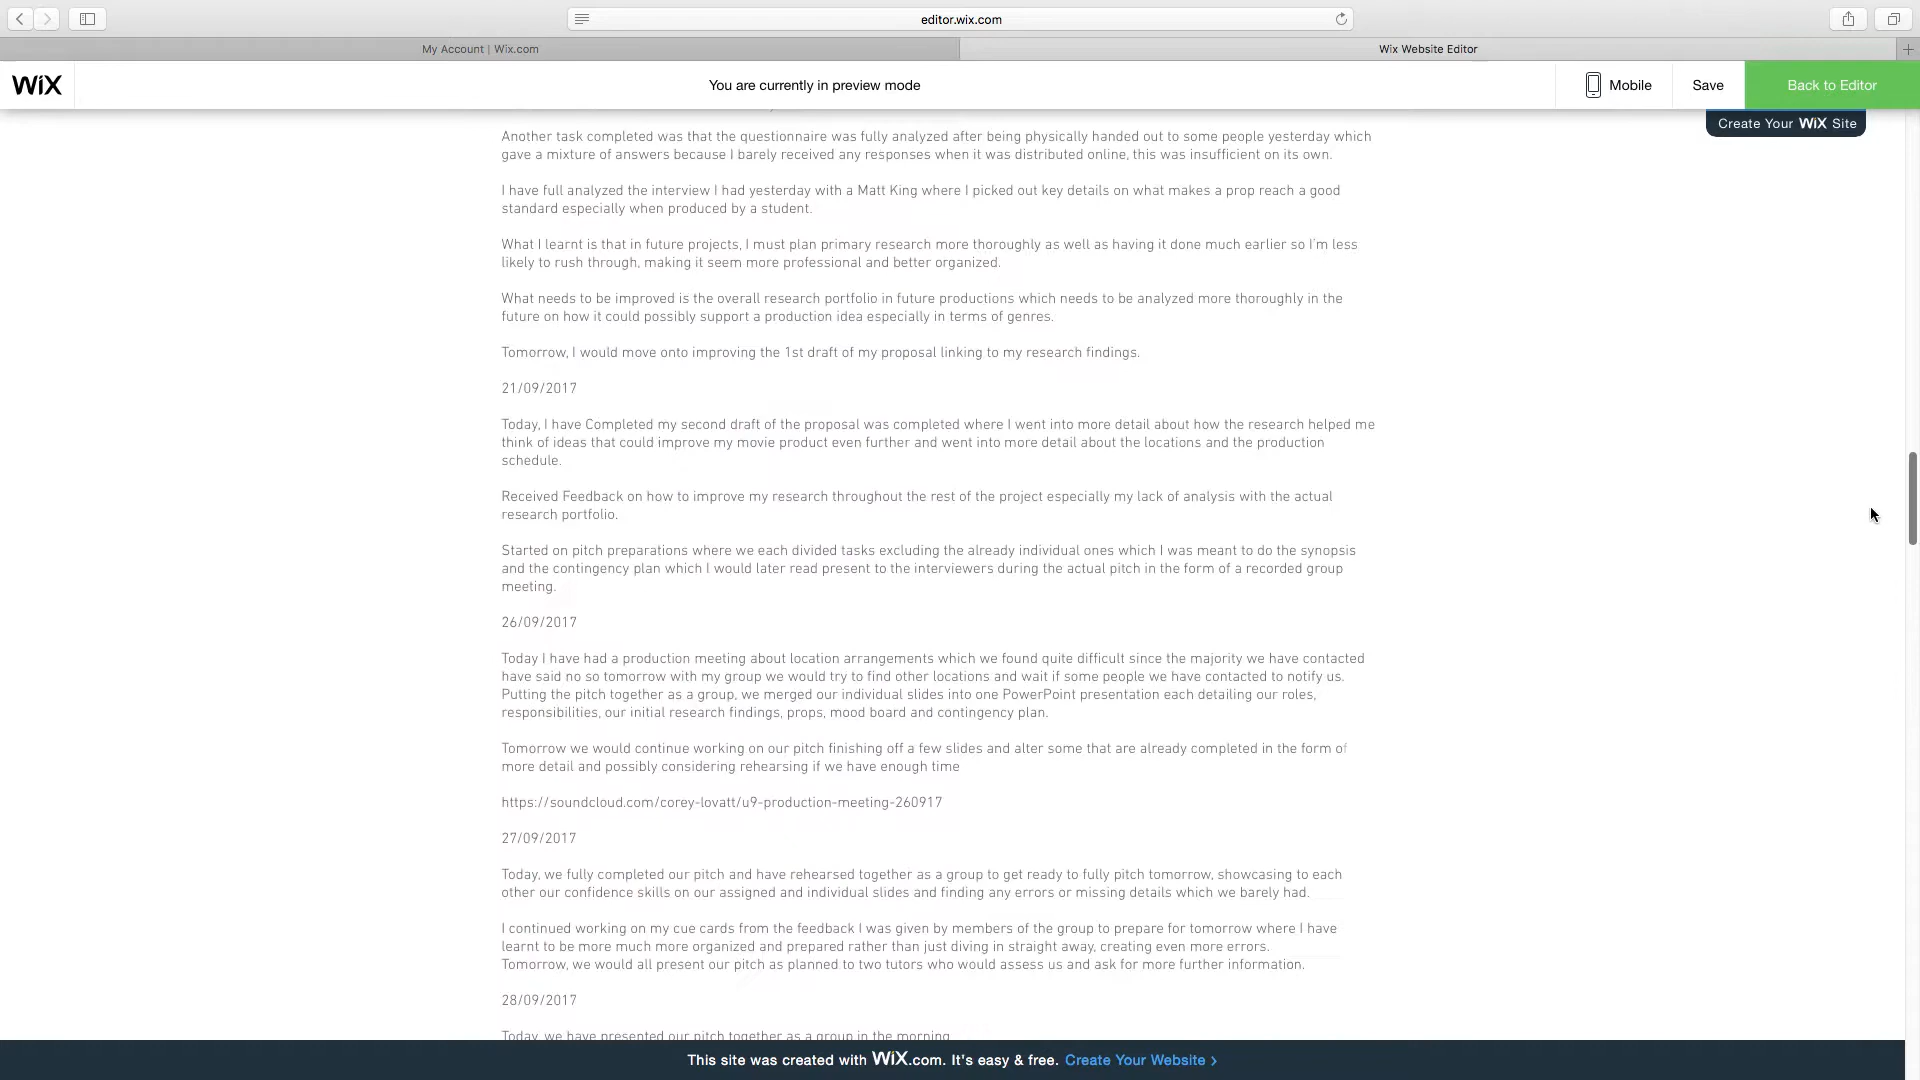 editor.wix.com
My Account | Wix.com
Wix Website Editor
WiX
You are currently in preview mode
Mobile
Save
Back to Editor
Create Your WiX Site
Another task completed was that the questionnaire was fully analyzed after being physically handed out to some people yesterday which
gave a mixture of answers because I barely received any responses when it was distributed online, this was insufficient on its own.
I have full analyzed the interview I had yesterday with a Matt King where I picked out key details on what makes a prop reach a good
standard especially when produced by a student.
What I learnt is that in future projects, I must plan primary research more thoroughly as well as having it done much earlier so I'm less
likely to rush through, making it seem more professional and better organized.
What needs to be improved is the overall research portfolio in future productions which needs to be analyzed more thoroughly in the
future on how it could possibly support a production idea especially in terms of genres.
Tomorrow, I would move onto improving the 1st draft of my proposal linking to my research findings.
21/09/2017
Today, I have Completed my second draft of the proposal was completed where I went into more detail about how the research helped me
think of ideas that could improve my movie product even further and went into more detail about the locations and the production
schedule.
Received Feedback on how to improve my research throughout the rest of the project especially my lack of analysis with the actual
research portfolio.
Started on pitch preparations where we each divided tasks excluding the already individual ones which I was meant to do the synopsis
and the contingency plan which I would later read present to the interviewers during the actual pitch in the form of a recorded group
meeting.
26/09/2017
Today I have had a production meeting about location arrangements which we found quite difficult since the majority we have contacted
have said no so tomorrow with my group we would try to find other locations and wait if some people we have contacted to notify us.
Putting the pitch together as a group, we merged our individual slides into one PowerPoint presentation each detailing our roles,
responsibilities, our initial research findings, props, mood board and contingency plan.
Tomorrow we would continue working on our pitch finishing off a few slides and alter some that are already completed in the form of
more detail and possibly considering rehearsing if we have enough time
https://soundcloud.com/corey-lovatt/u9-production-meeting-260917
27/09/2017
Today, we fully completed our pitch and have rehearsed together as a group to get ready to fully pitch tomorrow, showcasing to each
other our confidence skills on our assigned and individual slides and finding any errors or missing details which we barely had.
I continued working on my cue cards from the feedback I was given by members of the group to prepare for tomorrow where I have
learnt to be more much more organized and prepared rather than just diving in straight away, creating even more errors.
Tomorrow, we would all present our pitch as planned to two tutors who would assess us and ask for more further information.
28/09/2017
Today, we have presented our pitch together as a group in the morning
This site was created with WiX.com. It's easy & free. Create Your Website >